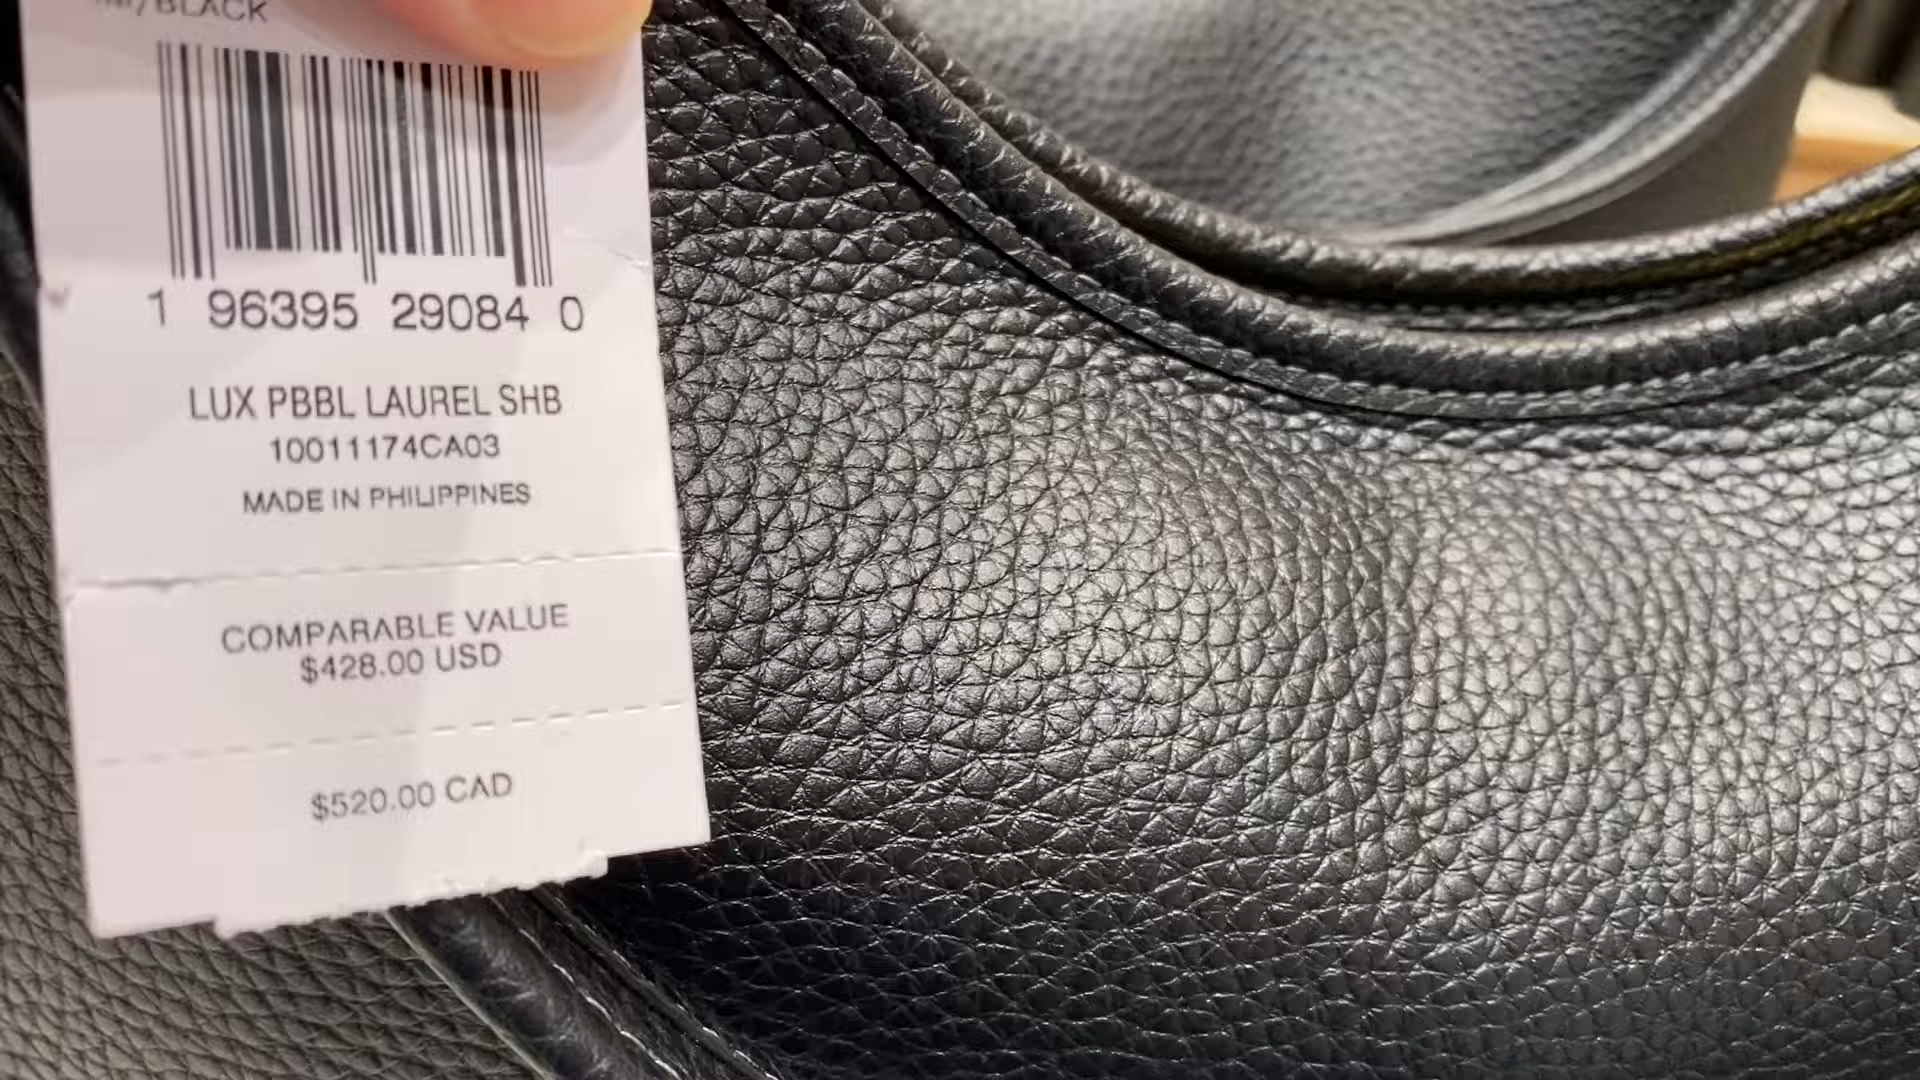 /BLACK
1 96395 29084 0
LUX PBBL LAUREL SHB
10011174CA03
MADE IN PHILIPPINES
COMPARABLE VALUE
$428.00 USD
$520.00 CAD